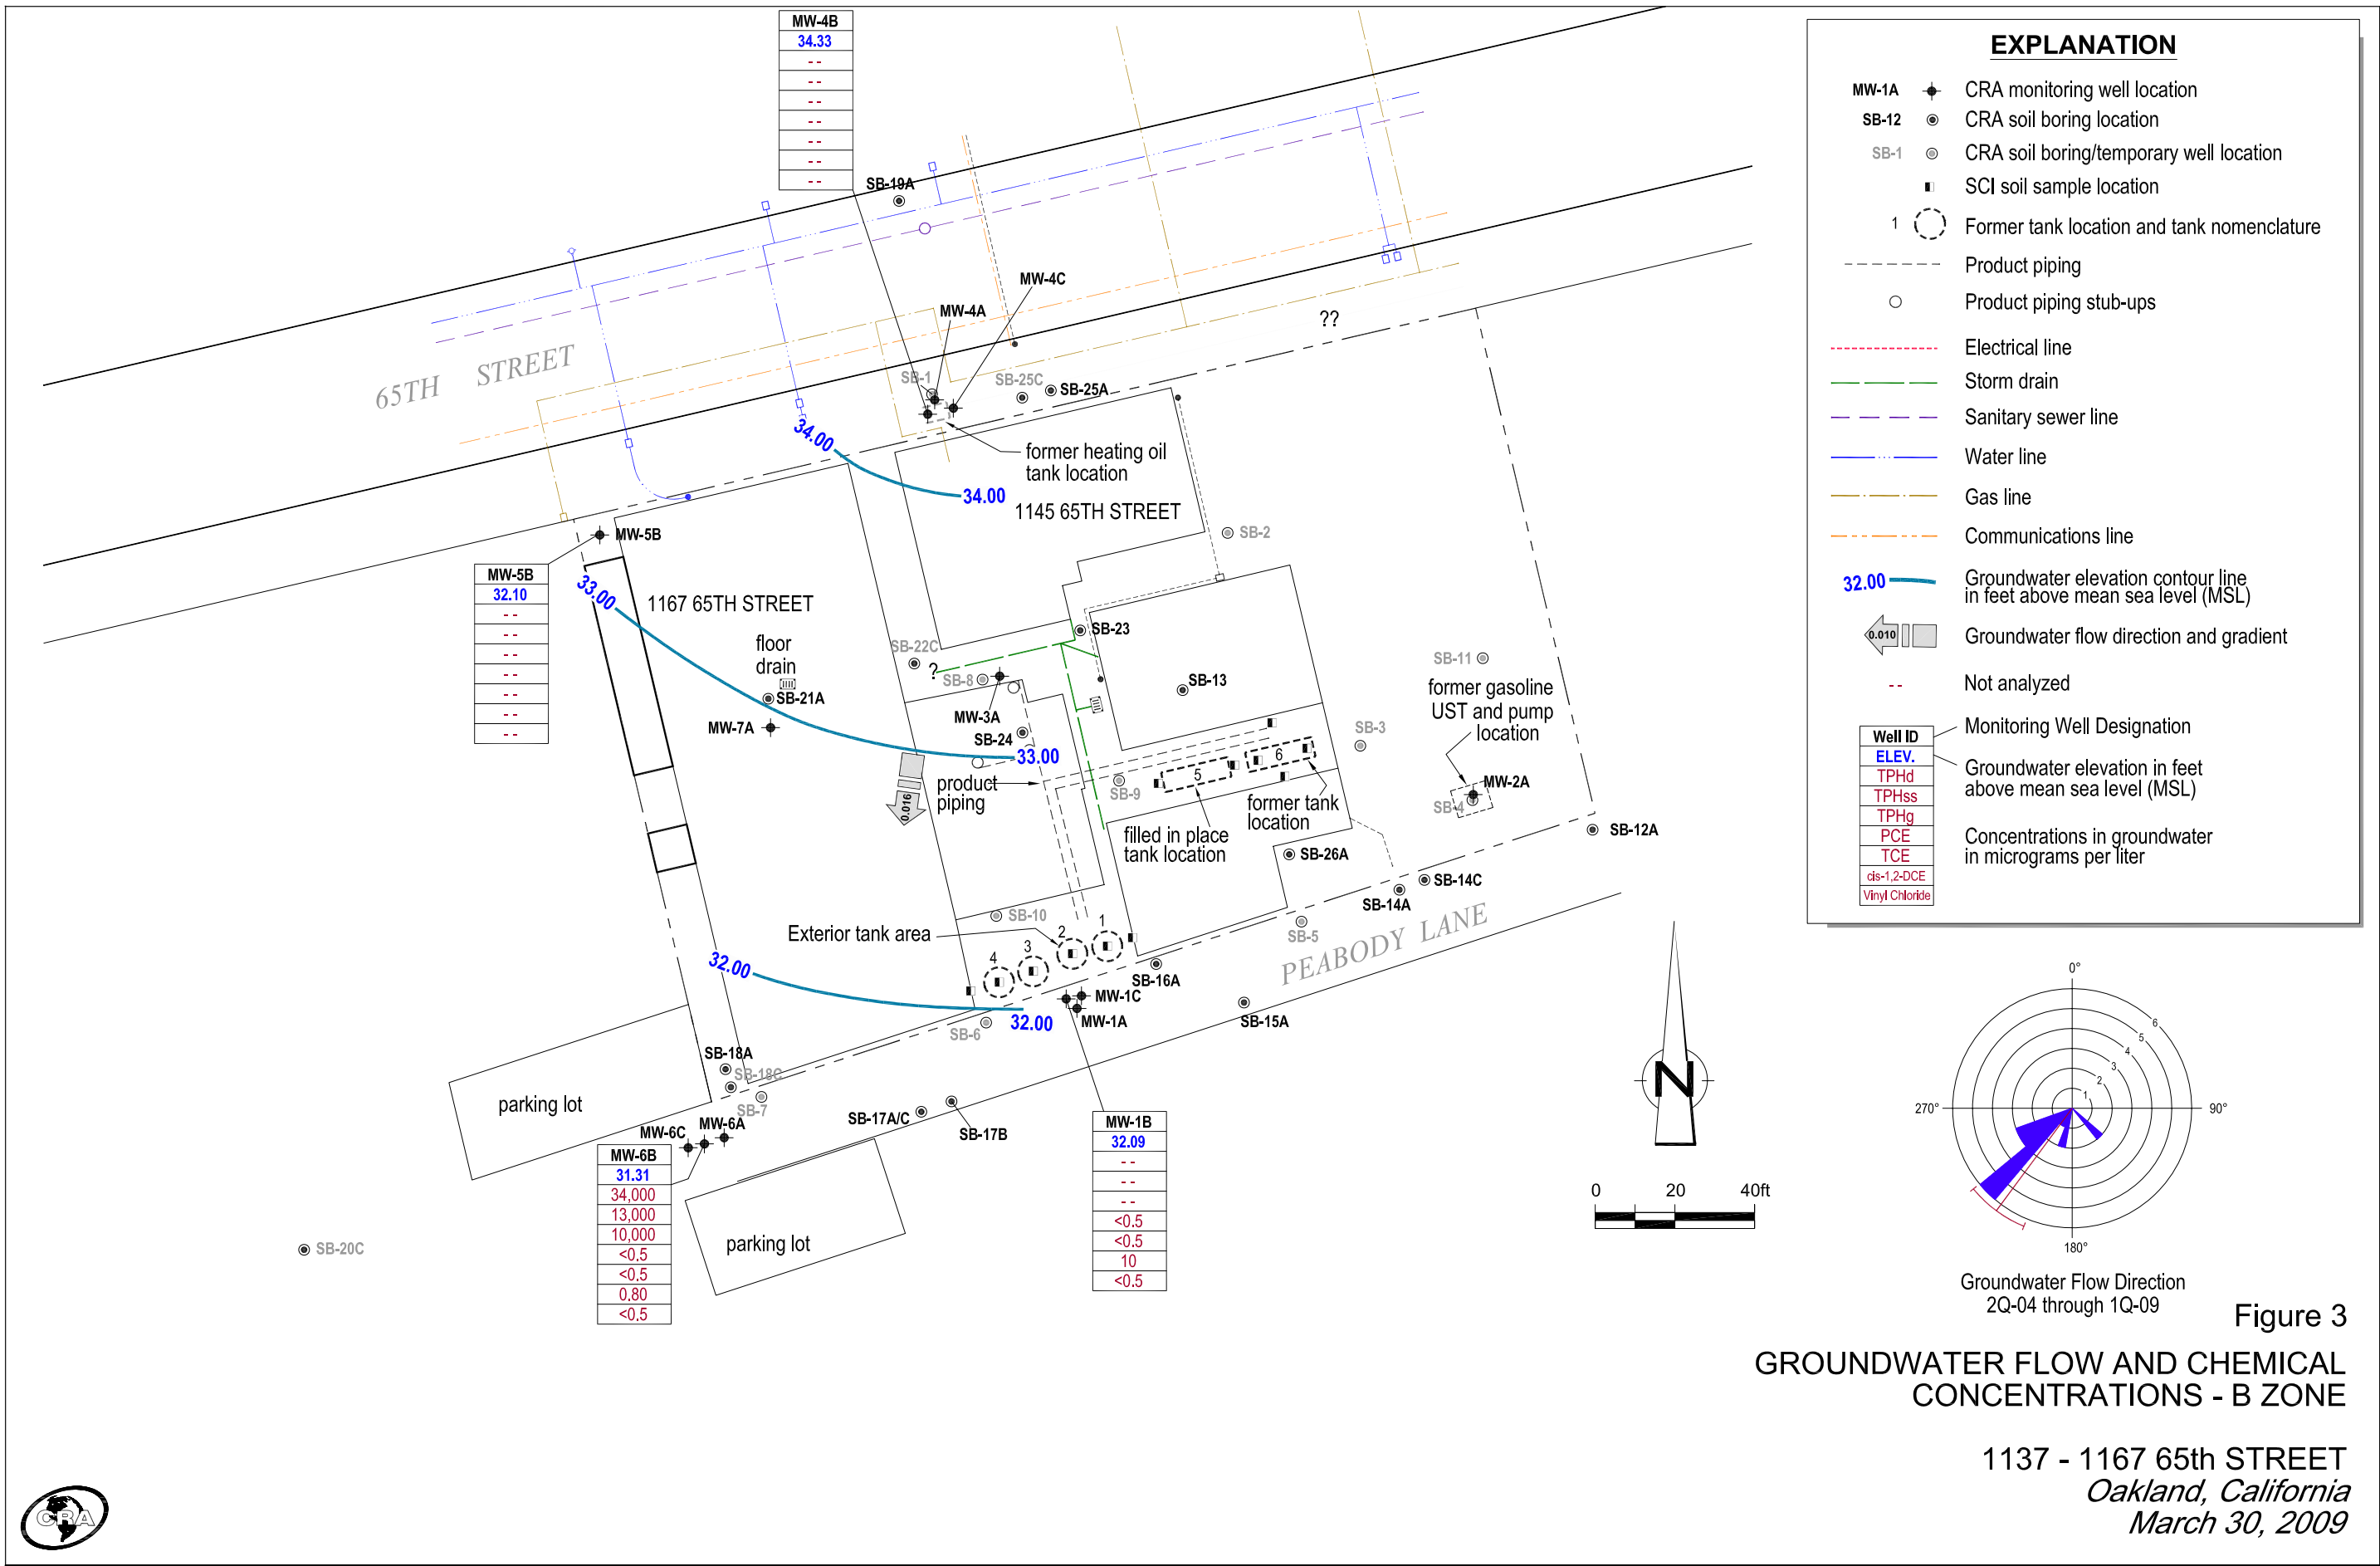 MW-4B
34.33
- -
- -
- -
- -
- -
- -
- -
SB-19A
MW-4C
MW-4A
??
65TH STREET
SB-1
SB-25C
SB-25A
34.00
former heating oil
tank location
34.00
1145 65TH STREET
MW-5B
SB-2
MW-5B
32.10
- -
- -
- -
- -
- -
- -
- -
33.00
1167 65TH STREET
floor
drain
SB-23
SB-22C
?
SB-8
SB-11
SB-13
SB-21A
MW-7A
MW-3A
SB-24
former gasoline
UST and pump
location
SB-3
33.00
0.016
product
piping
5
6
SB-9
MW-2A
SB-4
former tank
location
filled in place
tank location
SB-12A
SB-26A
SB-14C
SB-14A
SB-10
SB-5
PEABODY LANE
Exterior tank area
1
2
3
4
32.00
SB-16A
MW-1C
MW-1A
32.00
SB-6
SB-15A
SB-18A
SB-18C
SB-7
parking lot
SB-17A/C
SB-17B
MW-6C
MW-6A
MW-6B
31.31
34,000
13,000
10,000
<0.5
<0.5
0.80
<0.5
MW-1B
32.09
- -
- -
- -
<0.5
<0.5
10
<0.5
parking lot
SB-20C
CRA
EXPLANATION
MW-1A CRA monitoring well location
SB-12 CRA soil boring location
SB-1 CRA soil boring/temporary well location
SCI soil sample location
1 Former tank location and tank nomenclature
Product piping
Product piping stub-ups
Electrical line
Storm drain
Sanitary sewer line
Water line
Gas line
Communications line
32.00 Groundwater elevation contour line
in feet above mean sea level (MSL)
0.010 Groundwater flow direction and gradient
- - Not analyzed
Monitoring Well Designation
Well ID
ELEV.
TPHd
TPHss
TPHg
PCE
TCE
cis-1,2-DCE
Vinyl Chloride
Groundwater elevation in feet
above mean sea level (MSL)
Concentrations in groundwater
in micrograms per liter
N
0 20 40ft
0°
90°
180°
270°
1
2
3
4
5
6
Groundwater Flow Direction
2Q-04 through 1Q-09
Figure 3
GROUNDWATER FLOW AND CHEMICAL
CONCENTRATIONS - B ZONE
1137 - 1167 65th STREET
Oakland, California
March 30, 2009